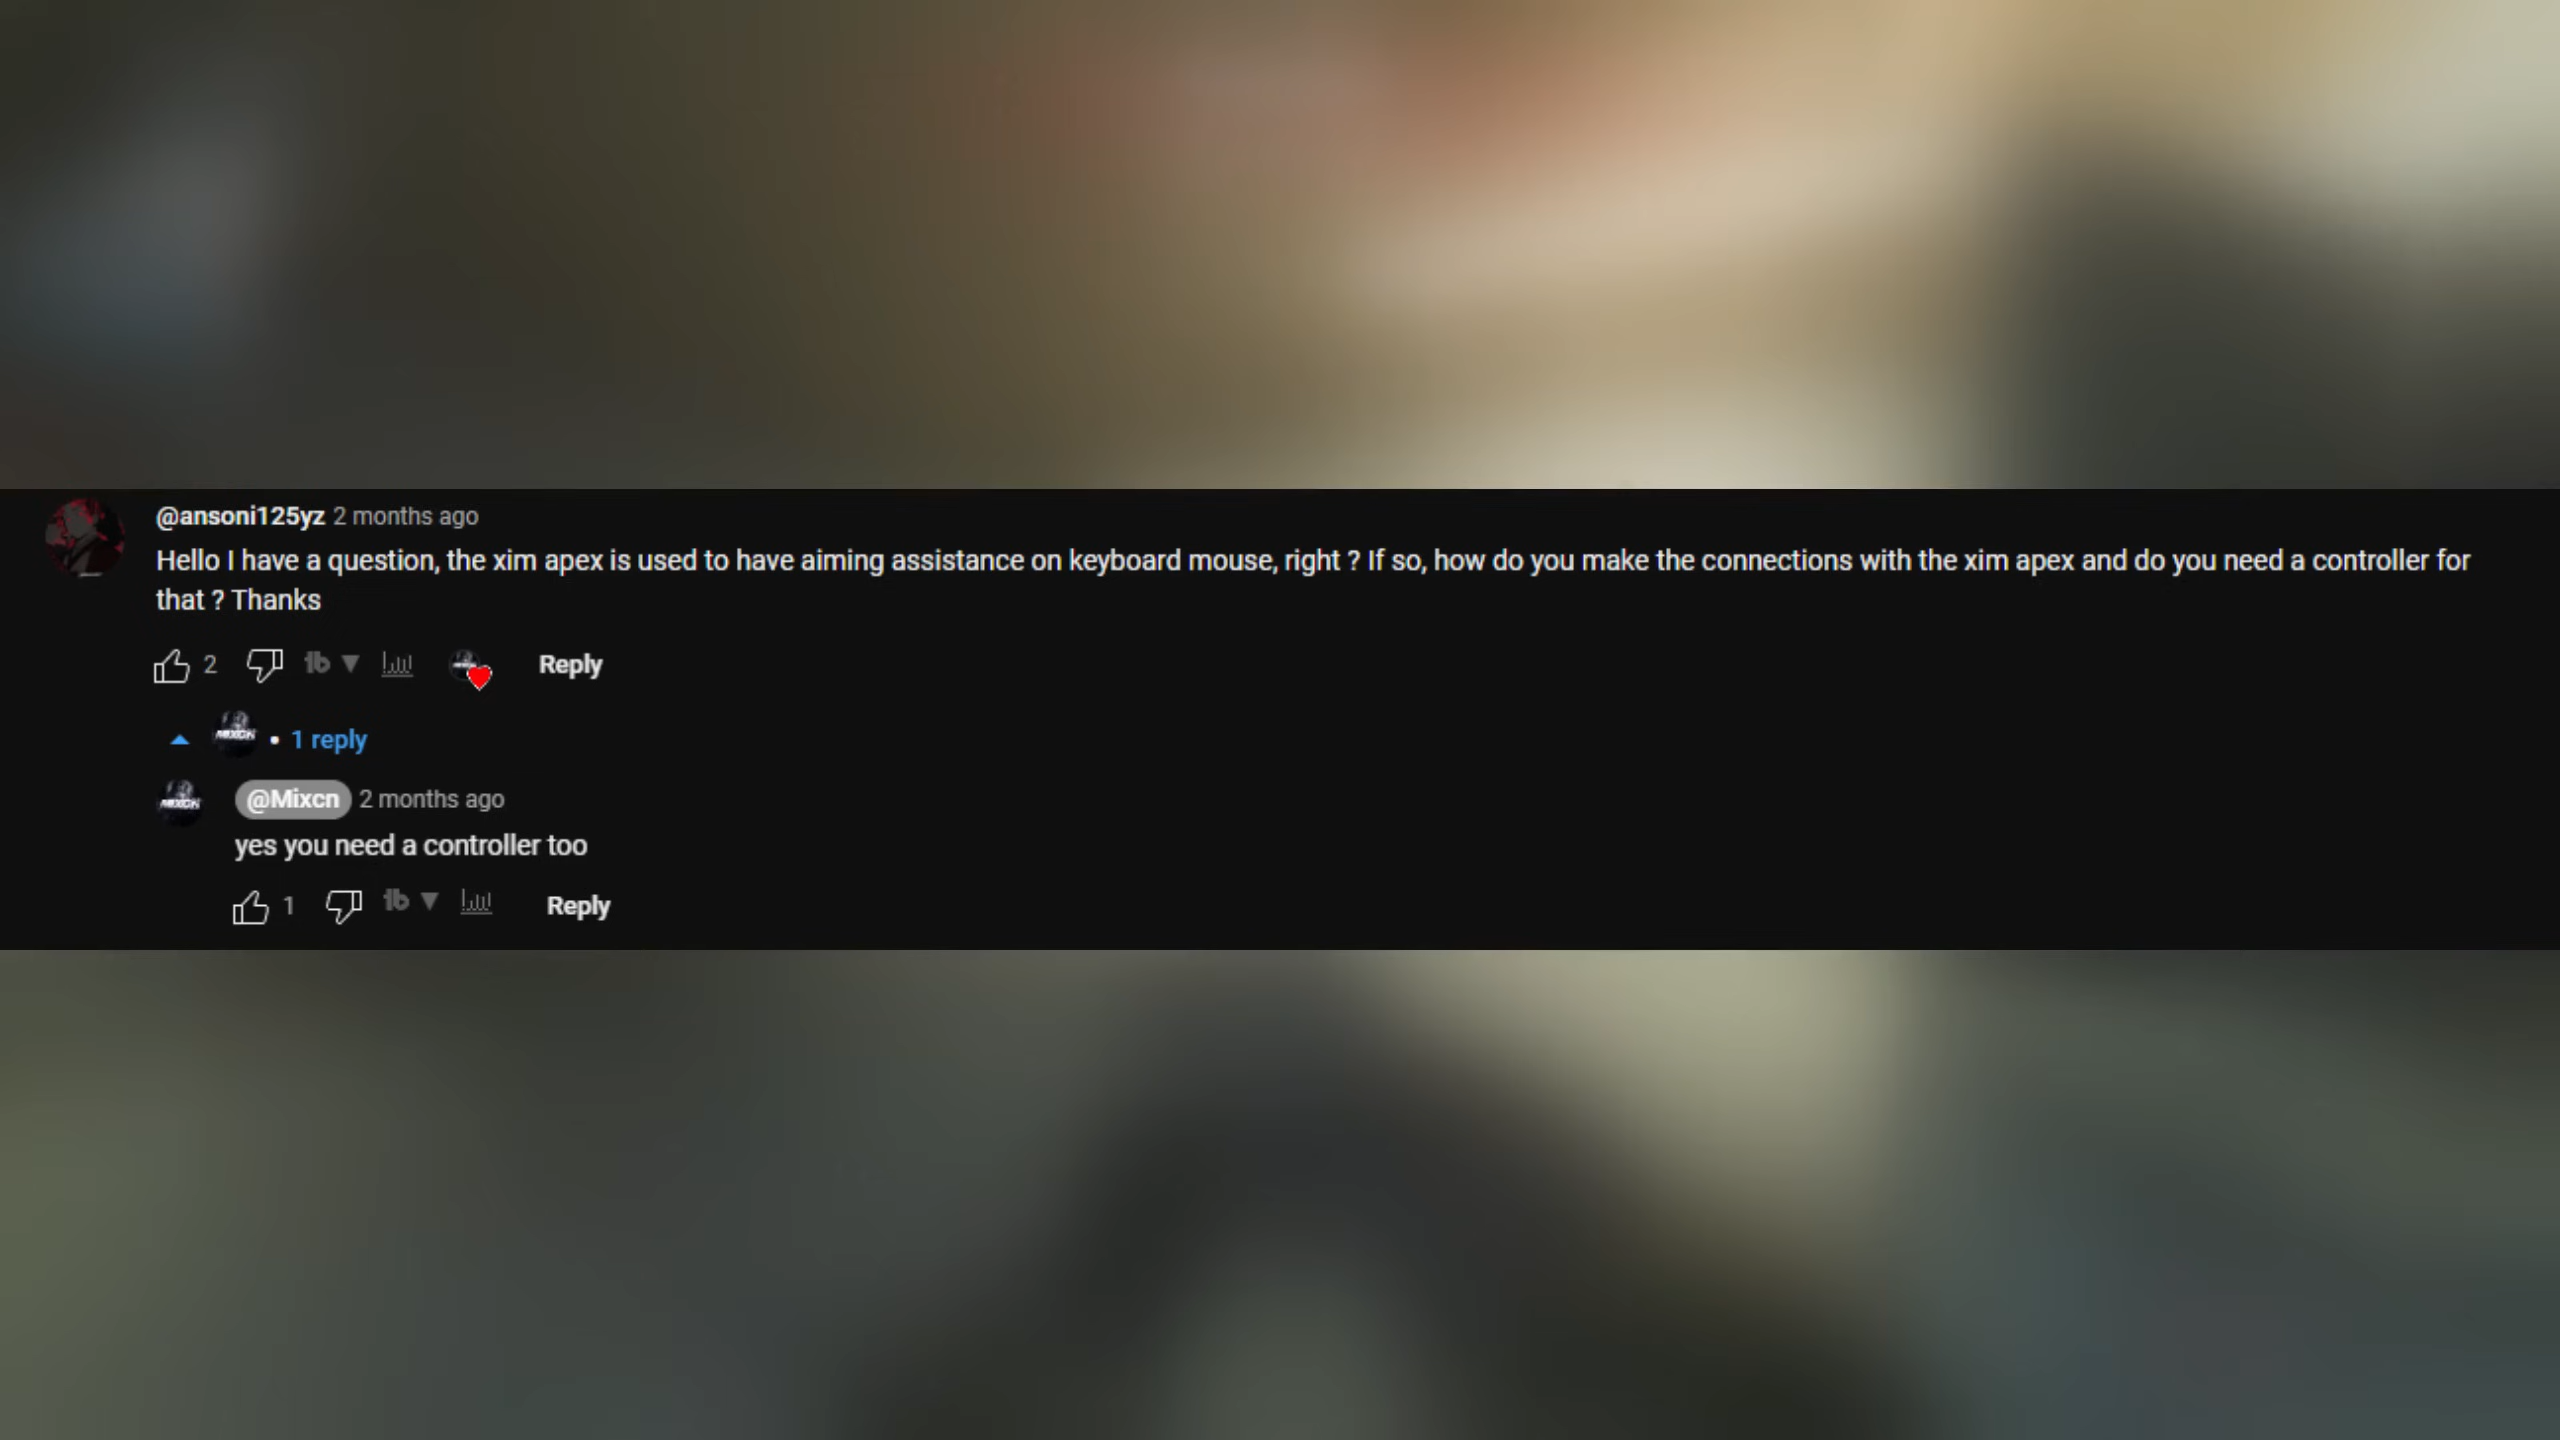 @ansoni125yz 2 months ago
Hello I have a question, the xim apex is used to have aiming assistance on keyboard mouse, right ? If so, how do you make the connections with the xim apex and do you need a controller for
that ? Thanks
2 Reply
MIXCN • 1 reply
MIXCN @Mixcn 2 months ago
yes you need a controller too
1 Reply